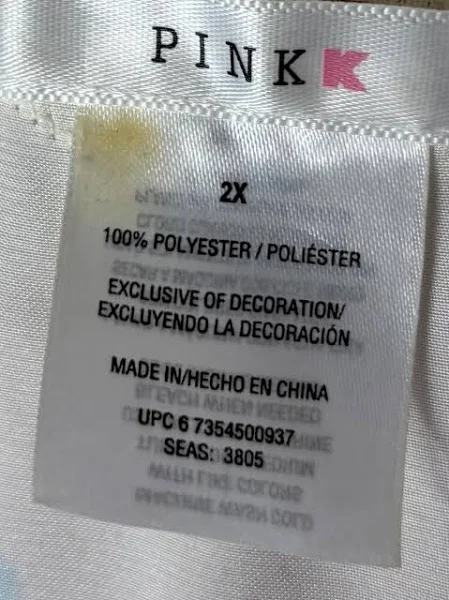 PINK K
2X
100% POLYESTER / POLIÉSTER
EXCLUSIVE OF DECORATION/
EXCLUYENDO LA DECORACIÓN
MADE IN/HECHO EN CHINA
UPC 6 7354500937
SEAS: 3805